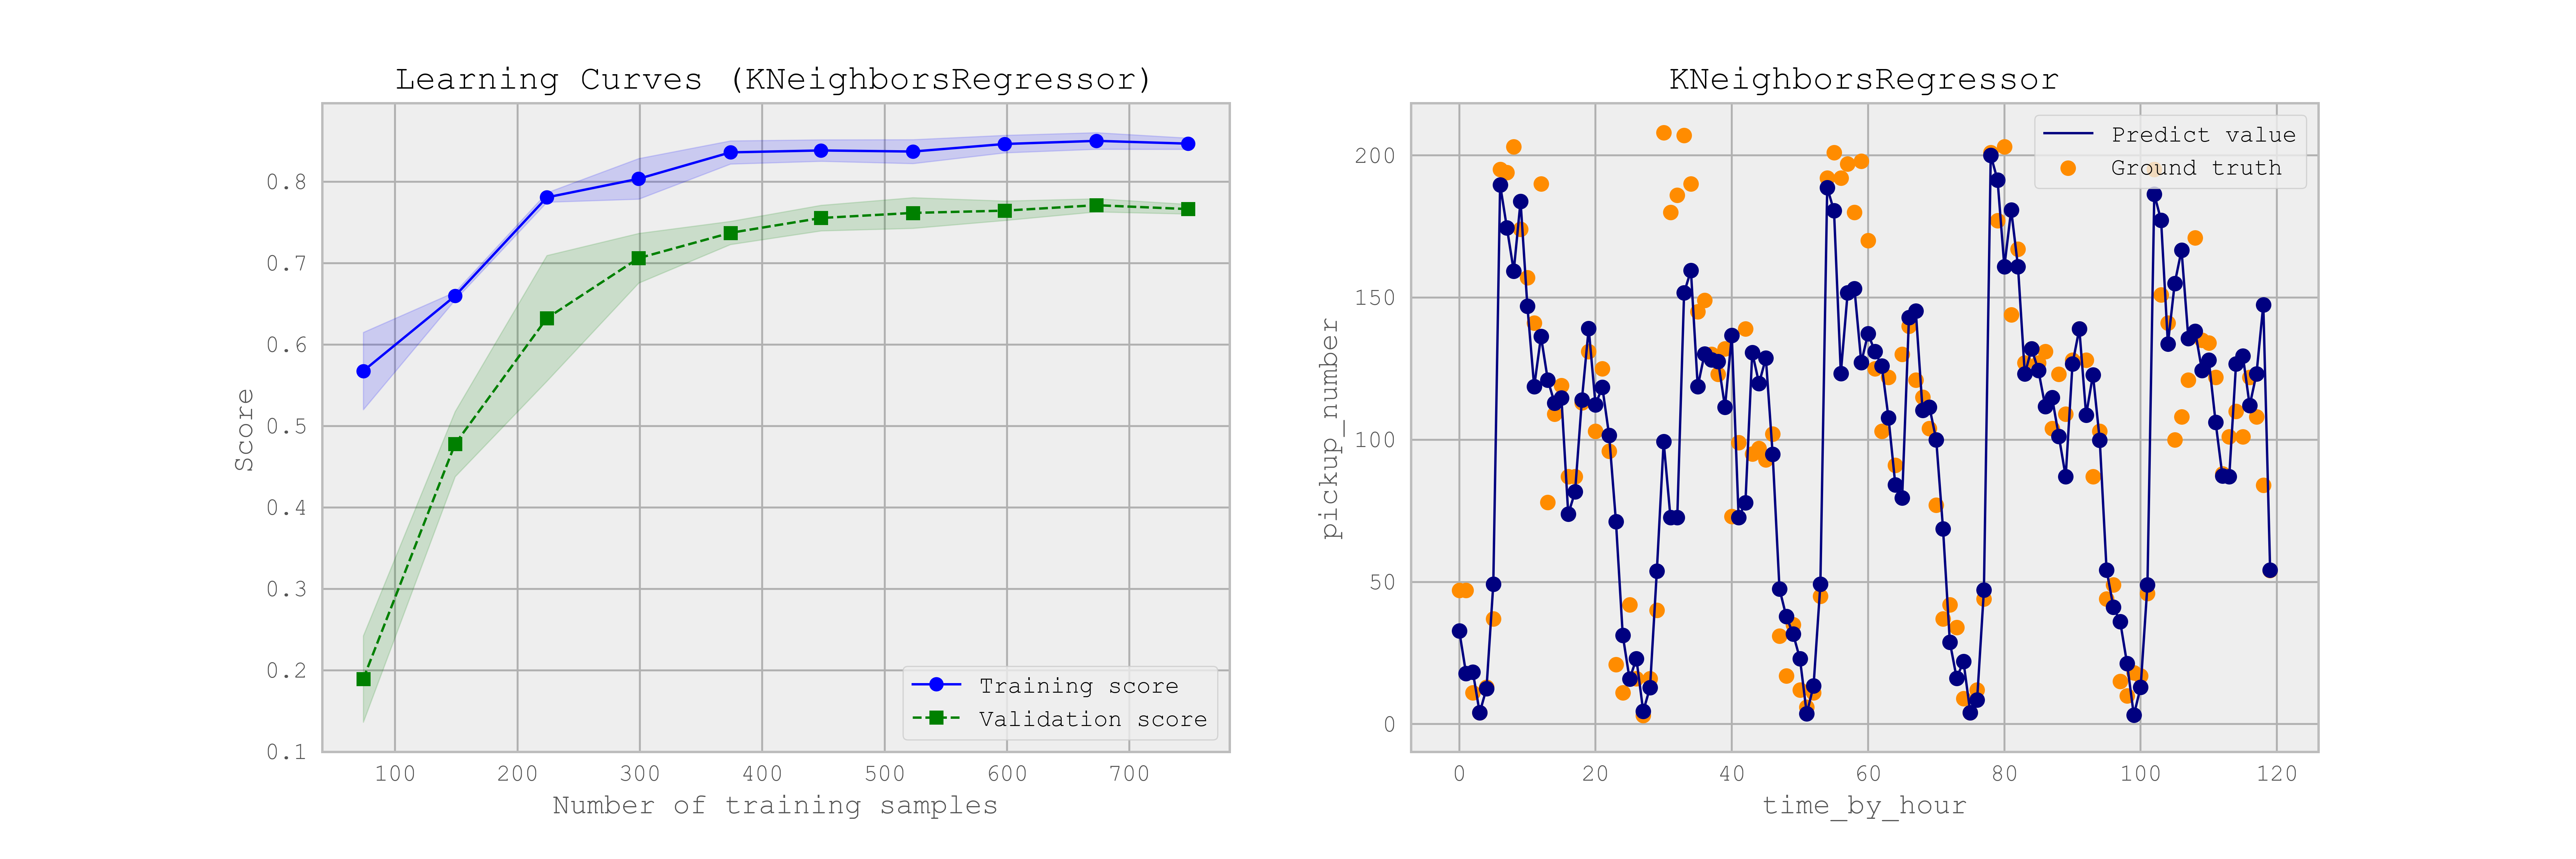 Learning Curves (KNeighborsRegressor)
Score
0.8
0.7
0.6
0.5
0.4
0.3
0.2
0.1
100 200 300 400 500 600 700
Number of training samples
Training score
Validation score
KNeighborsRegressor
pickup_number
200
150
100
50
0
0 20 40 60 80 100 120
time_by_hour
Predict value
Ground truth